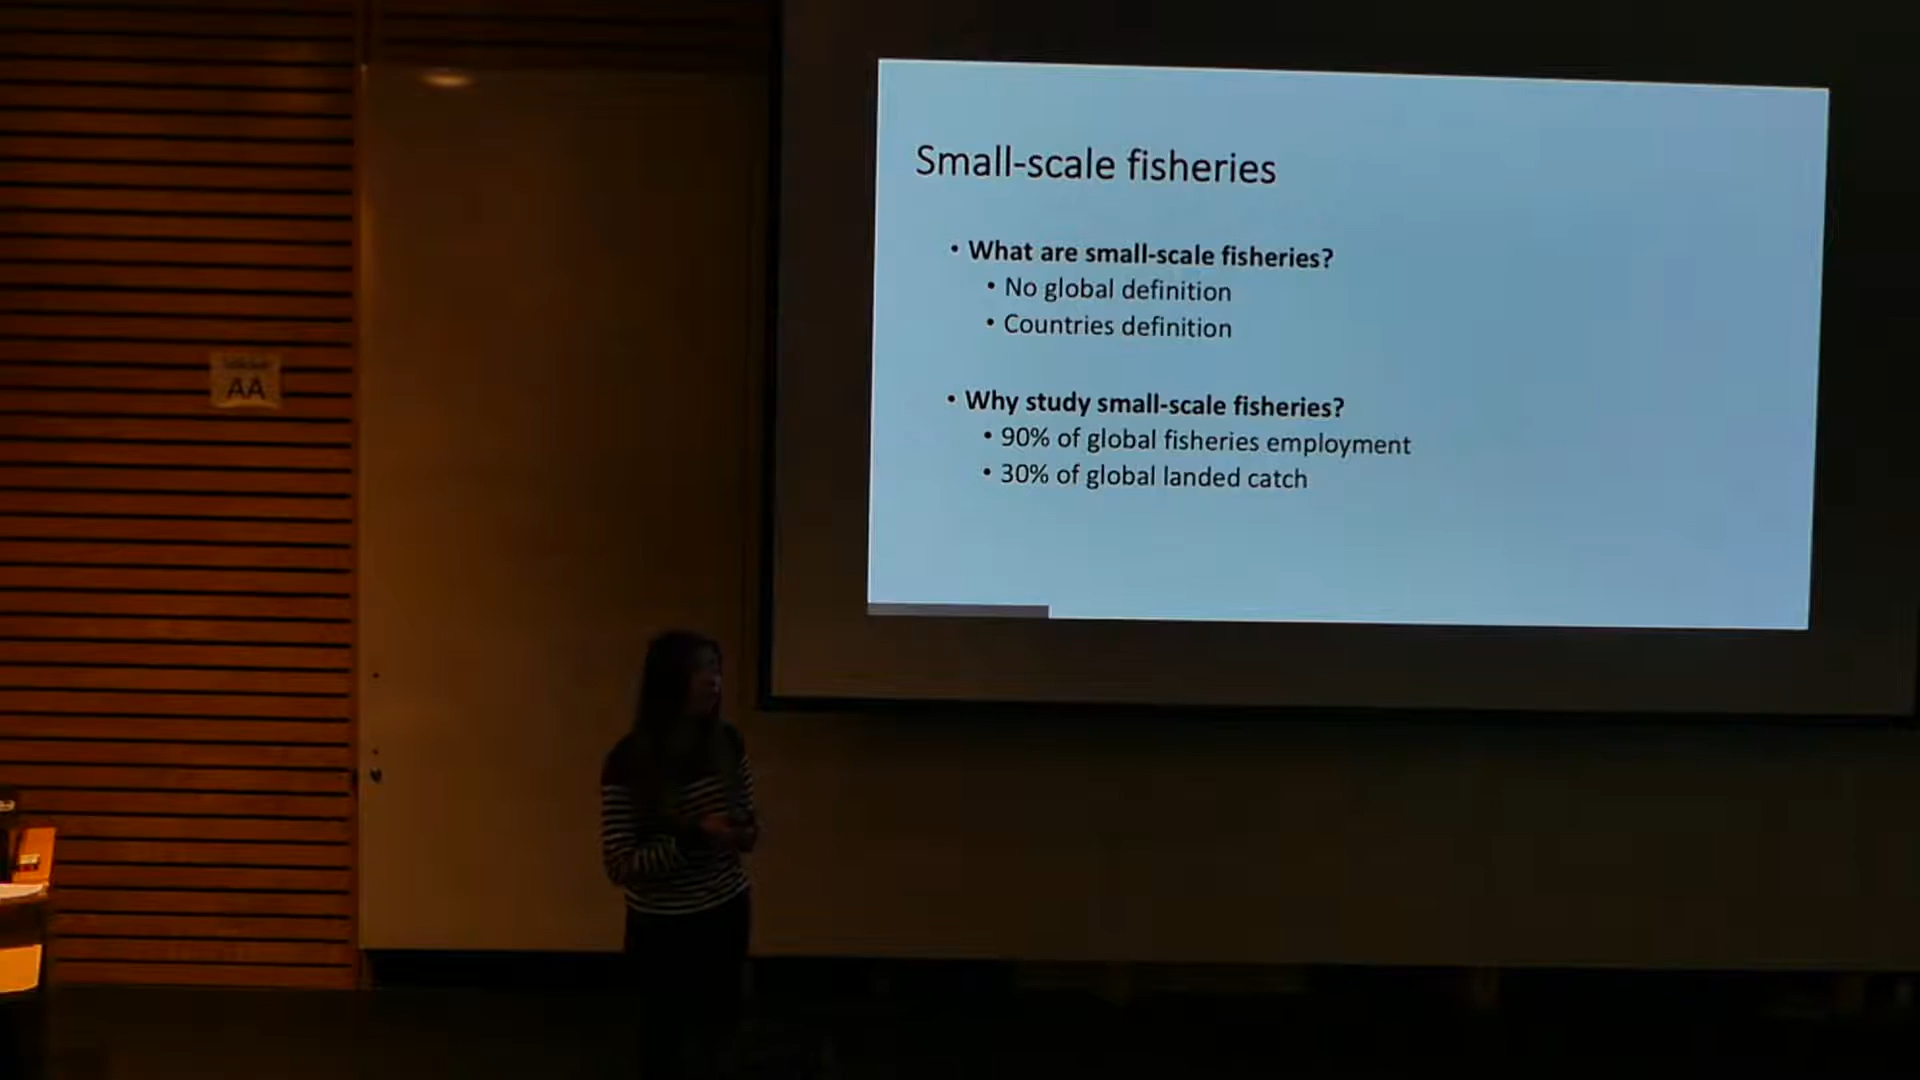 Small-scale fisheries
• What are small-scale fisheries?
• No global definition
• Countries definition
• Why study small-scale fisheries?
• 90% of global fisheries employment
• 30% of global landed catch
AA